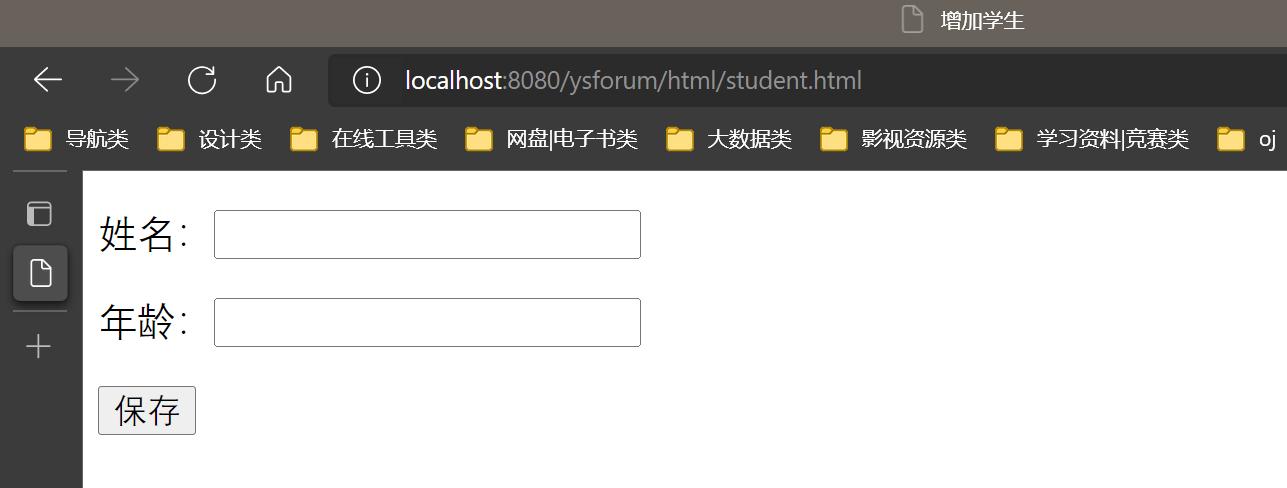 增加学生
localhost:8080/ysforum/html/student.html
导航类 设计类 在线工具类 网盘|电子书类 大数据类 影视资源类 学习资料|竞赛类 oj
姓名：
年龄：
保存